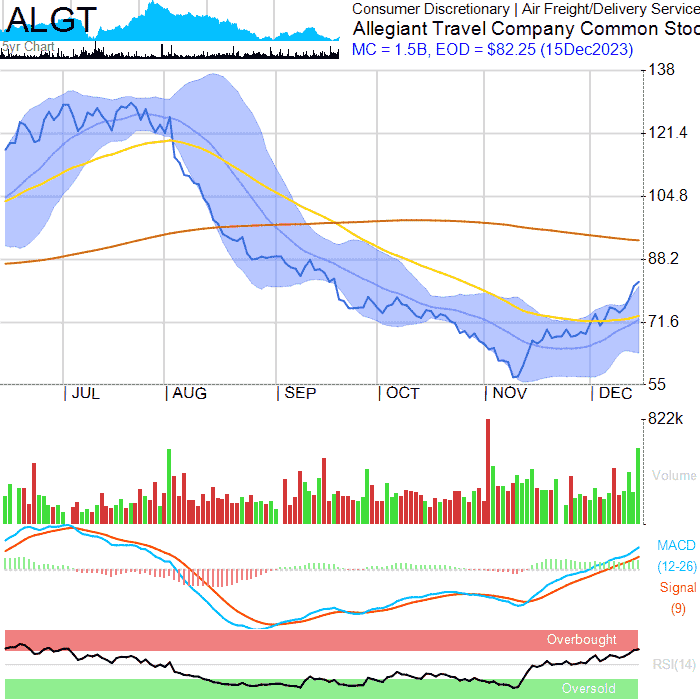 ALGT
5yr Chart
Consumer Discretionary | Air Freight/Delivery Service
Allegiant Travel Company Common Stoc
MC = 1.5B, EOD = $82.25 (15Dec2023)
138
121.4
104.8
88.2
71.6
55
JUL AUG SEP OCT NOV DEC
822k
Volume
MACD
(12-26)
Signal
(9)
Overbought
RSI(14)
Oversold